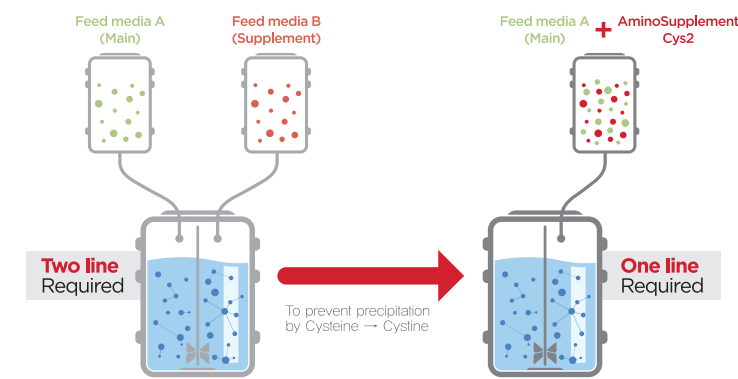 Feed media A
(Main)
Feed media B
(Supplement)
Feed media A
(Main)
+
AminoSupplement
Cys2
Two line
Required
To prevent precipitation
by Cysteine → Cystine
One line
Required